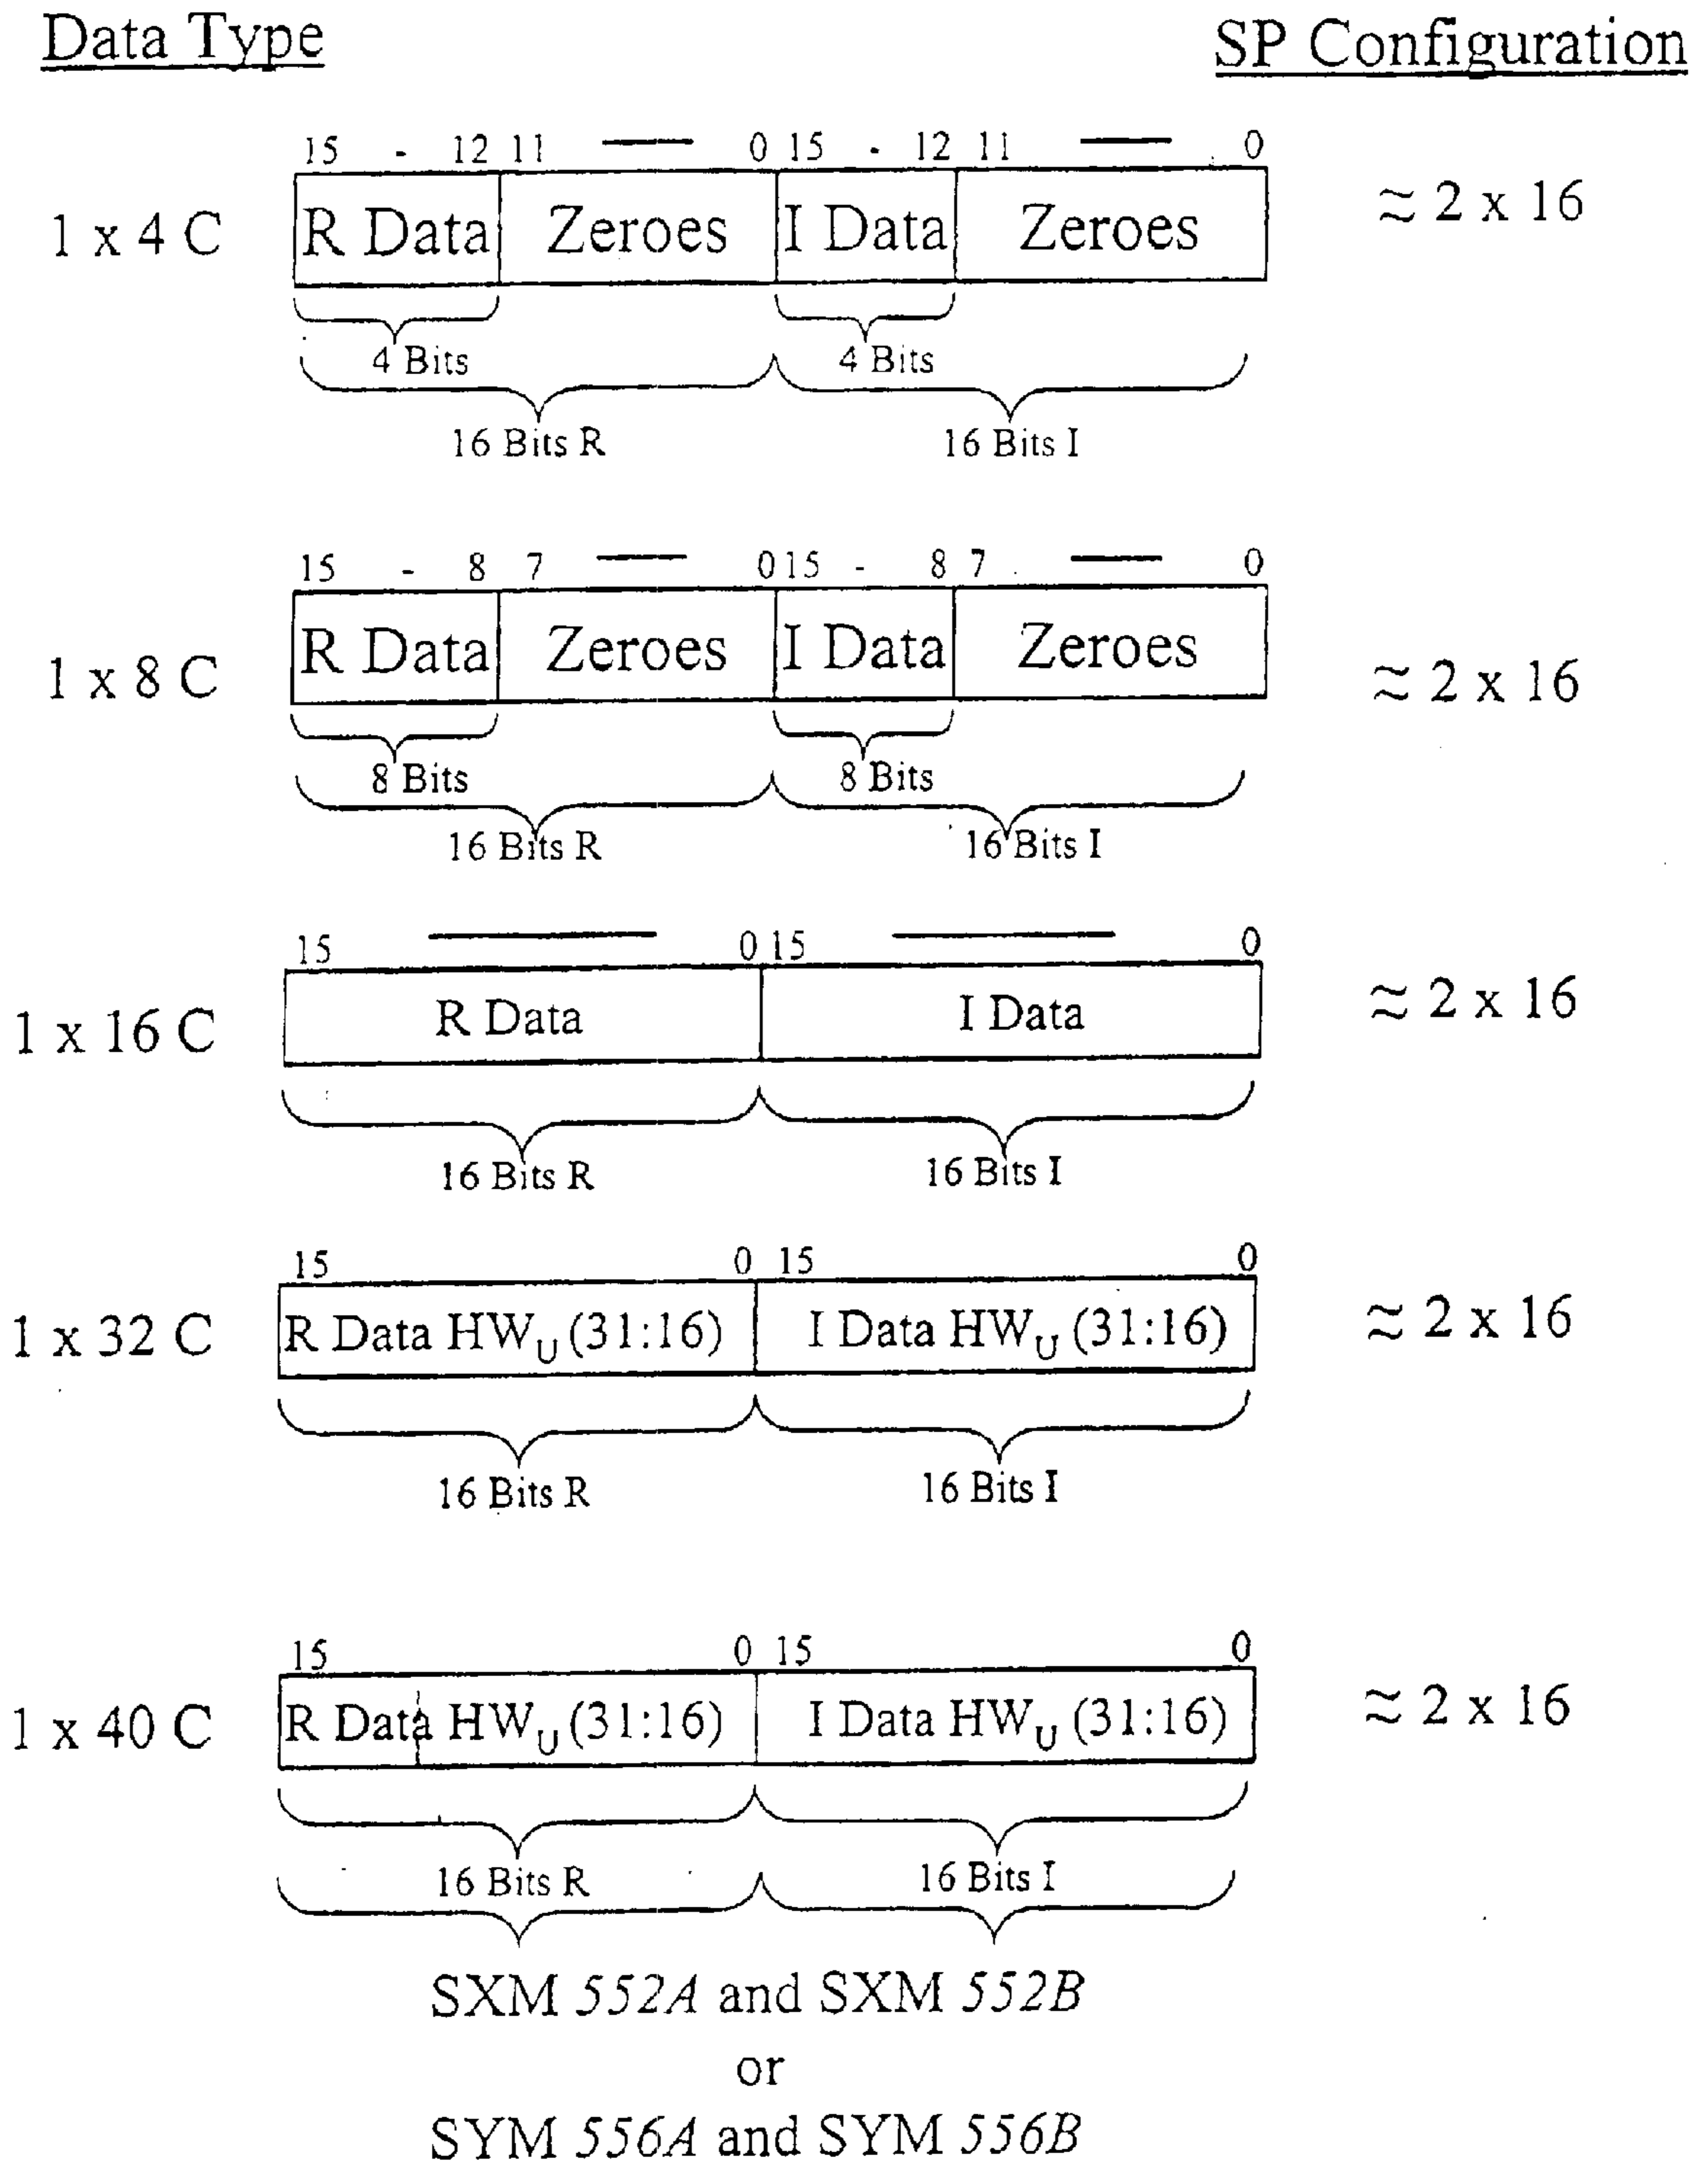 Data Type SP Configuration
15 - 12 11 — 0 15 - 12 11 — 0
1 x 4 C R Data Zeroes I Data Zeroes ≈ 2 x 16
4 Bits 4 Bits
16 Bits R 16 Bits I
15 - 8 7 — 0 15 - 8 7 — 0
1 x 8 C R Data Zeroes I Data Zeroes ≈ 2 x 16
8 Bits 8 Bits
16 Bits R 16 Bits I
15 — 0 15 — 0
1 x 16 C R Data I Data ≈ 2 x 16
16 Bits R 16 Bits I
15 0 15 0
1 x 32 C R Data HWU (31:16) I Data HWU (31:16) ≈ 2 x 16
16 Bits R 16 Bits I
15 0 15 0
1 x 40 C R Data HWU (31:16) I Data HWU (31:16) ≈ 2 x 16
16 Bits R 16 Bits I
SXM 552A and SXM 552B
or
SYM 556A and SYM 556B